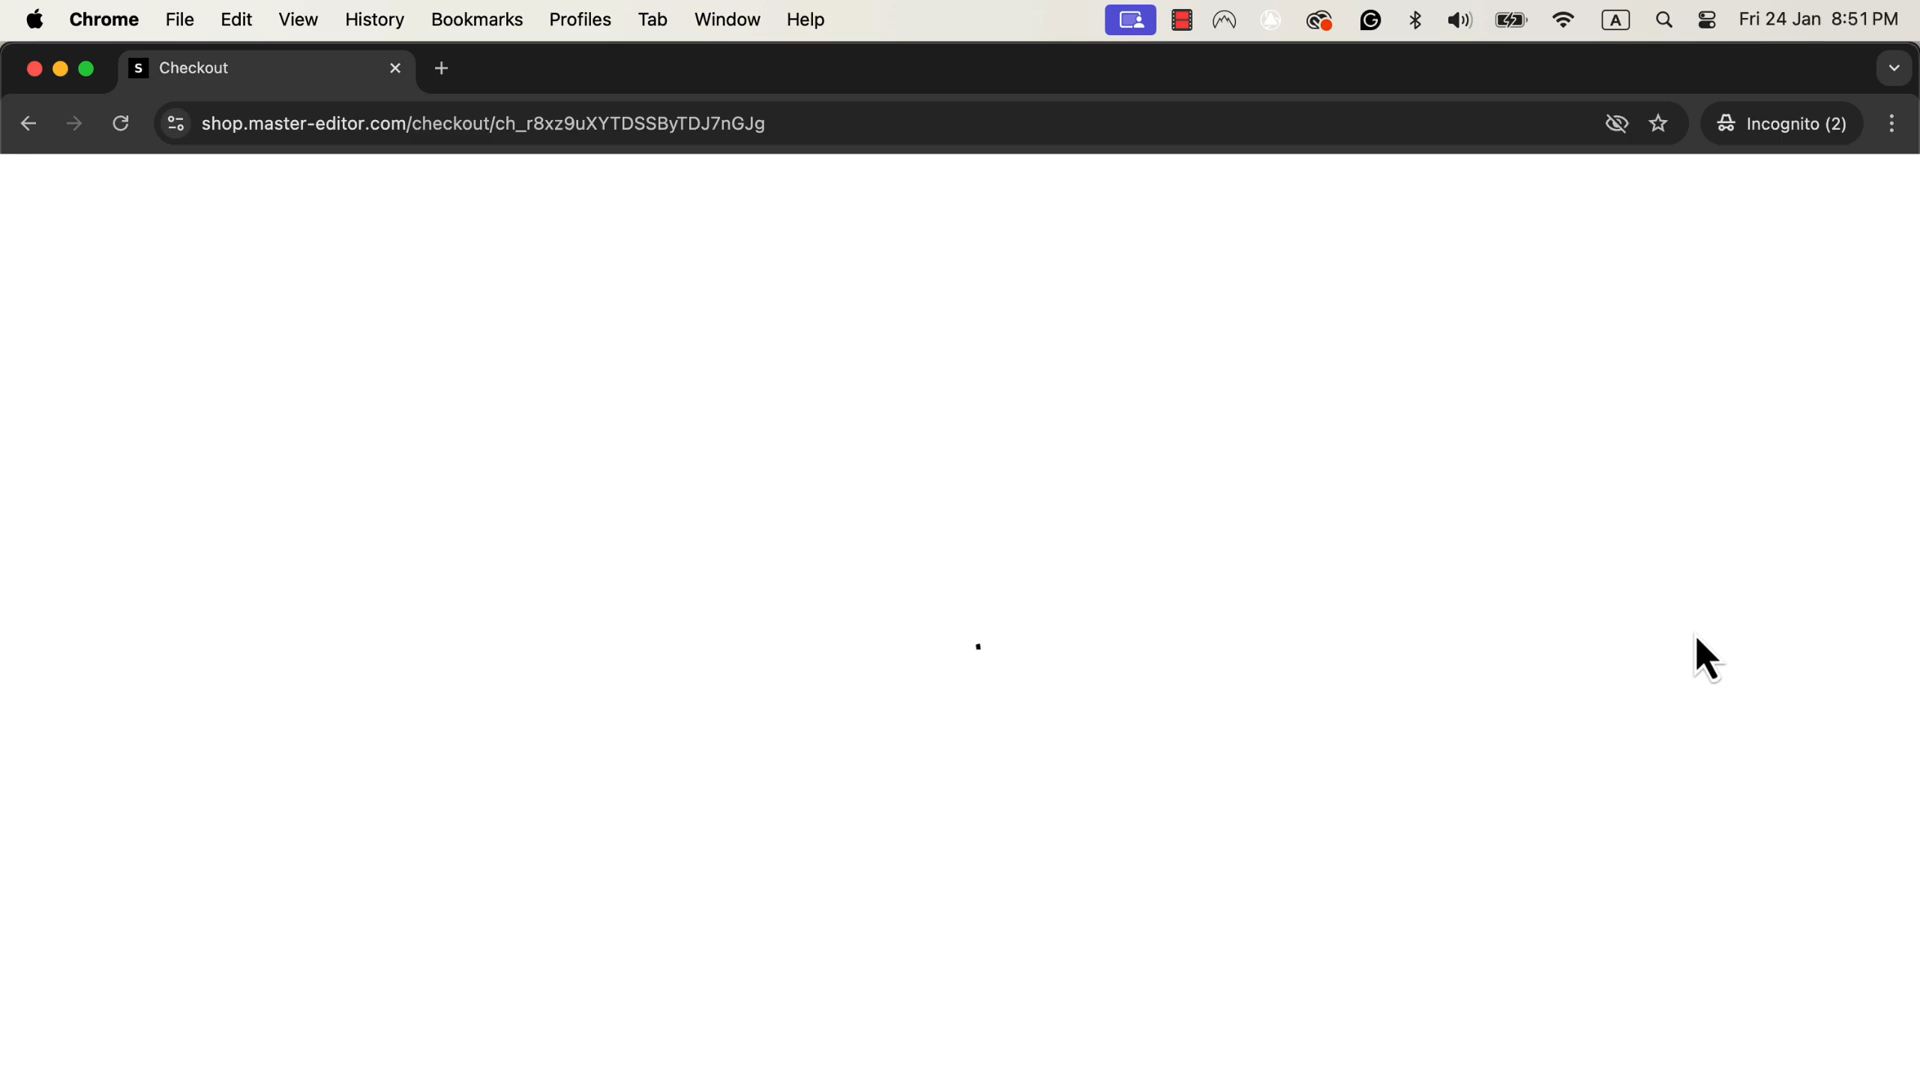 Chrome File Edit View History Bookmarks Profiles Tab Window Help A Fri 24 Jan 8:51 PM
S Checkout
shop.master-editor.com/checkout/ch_r8xz9uXYTDSSByTDJ7nGJg Incognito (2)